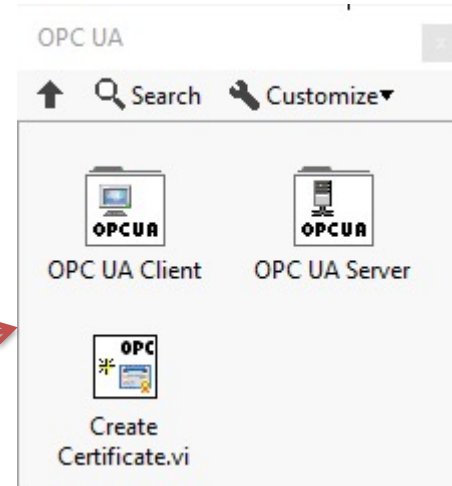 OPC UA
Search Customize
OPCUA OPCUA
OPC UA Client OPC UA Server
OPC
Create
Certificate.vi